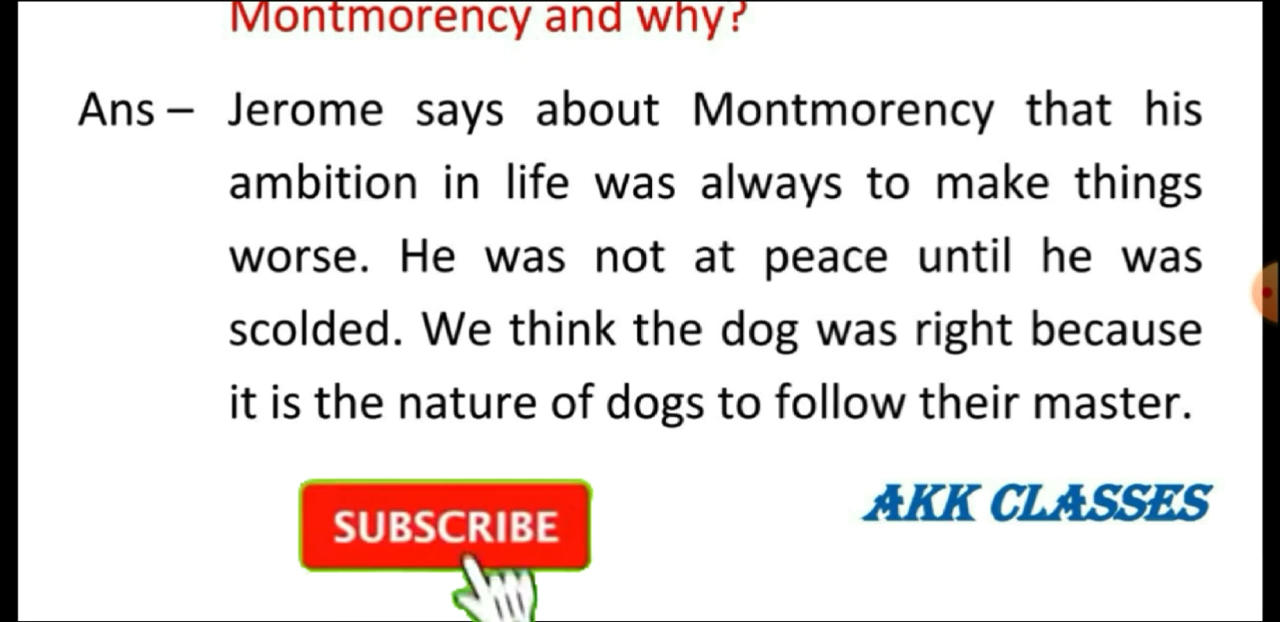 Montmorency and why?
Ans – Jerome says about Montmorency that his
ambition in life was always to make things
worse. He was not at peace until he was
scolded. We think the dog was right because
it is the nature of dogs to follow their master.
SUBSCRIBE
AKK CLASSES